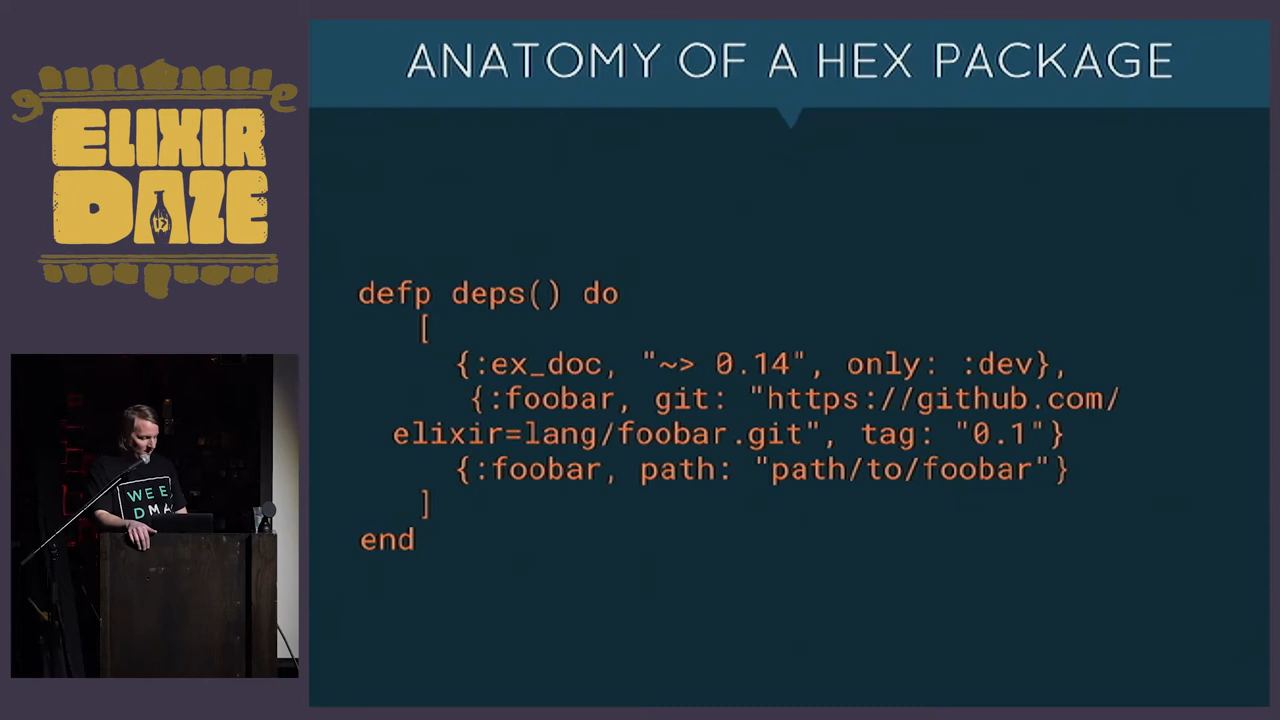 ELIXIR
DAZE
ANATOMY OF A HEX PACKAGE
defp deps() do
[
{:ex_doc, "~> 0.14", only: :dev},
{:foobar, git: "https://github.com/
elixir=lang/foobar.git", tag: "0.1"}
{:foobar, path: "path/to/foobar"}
]
end
WEE
DMA